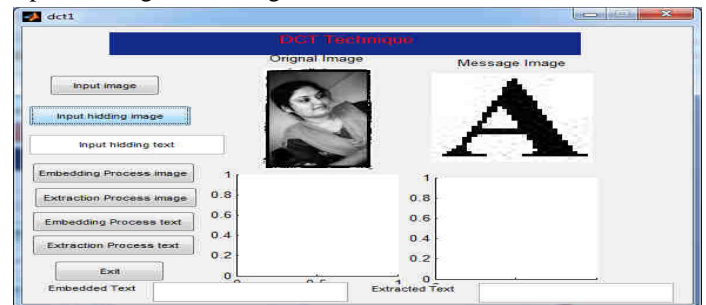 dct1
DCT Technique
Orignal Image
Message Image
Input image
Input hidding image
Input hidding text
Embedding Process image
Extraction Process image
Embedding Process text
Extraction Process text
Exit
1
0.8
0.6
0.4
0.2
0
1
0.8
0.6
0.4
0.2
0
A
Embedded Text
Extracted Text